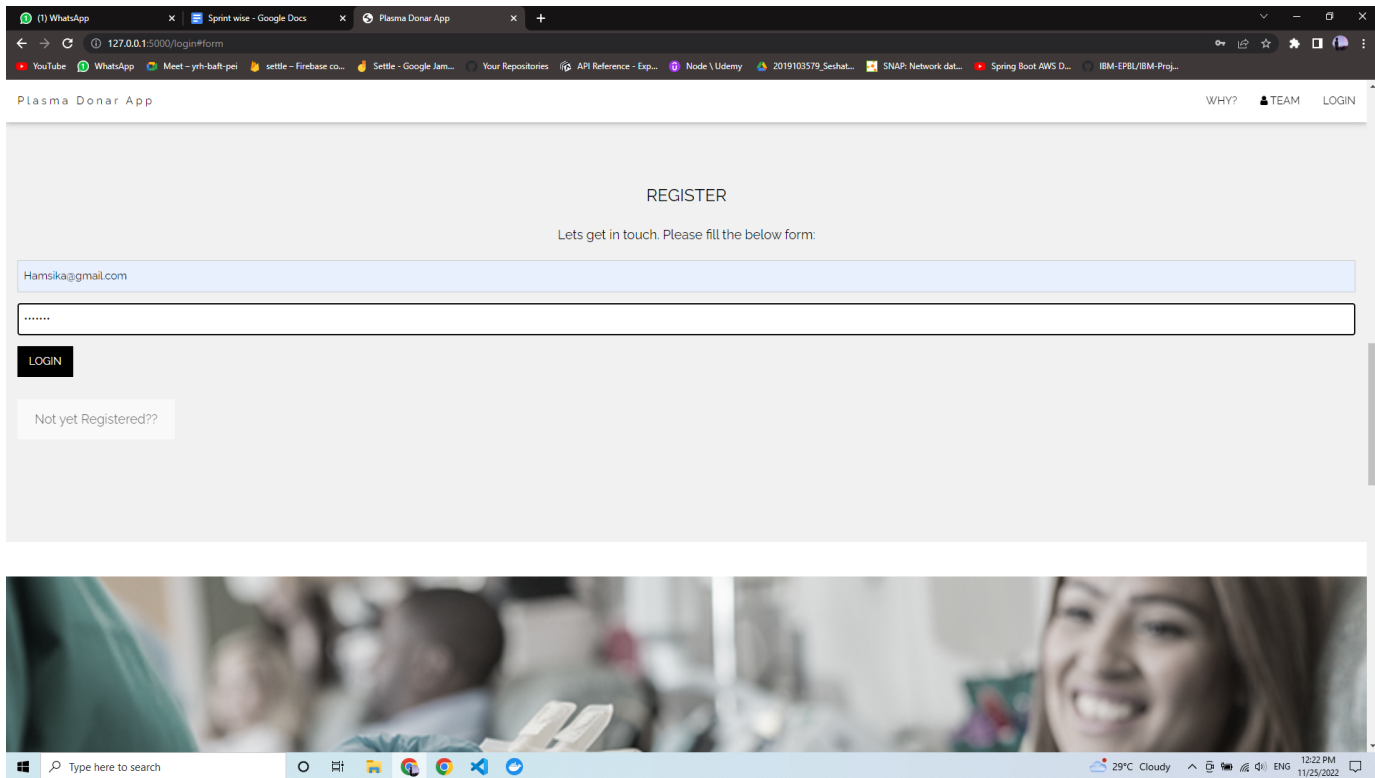 (1) WhatsApp
Sprint wise - Google Docs
Plasma Donar App
127.0.0.1:5000/login#form
YouTube
WhatsApp
Meet – yrh-baft-pei
settle – Firebase co...
Settle - Google Jam...
Your Repositories
API Reference - Exp...
Node \ Udemy
2019103579_Seshat...
SNAP: Network dat...
Spring Boot AWS D...
IBM-EPBL/IBM-Proj...
Plasma Donar App
WHY?
TEAM
LOGIN
REGISTER
Lets get in touch. Please fill the below form:
Hamsika@gmail.com
•••••••
LOGIN
Not yet Registered??
Type here to search
29°C Cloudy
ENG
12:22 PM
11/25/2022